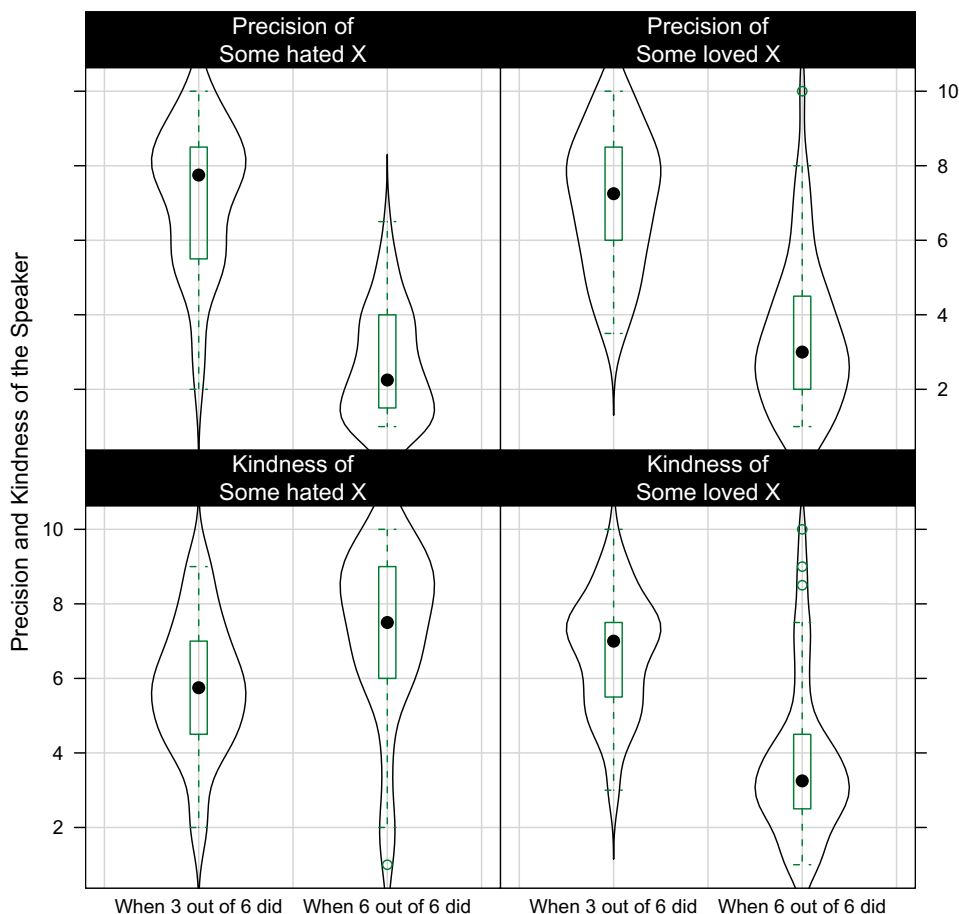 Precision of
Some hated X
Precision of
Some loved X
10
8
6
4
2
Precision and Kindness of the Speaker
Kindness of
Some hated X
Kindness of
Some loved X
10
8
6
4
2
When 3 out of 6 did
When 6 out of 6 did
When 3 out of 6 did
When 6 out of 6 did